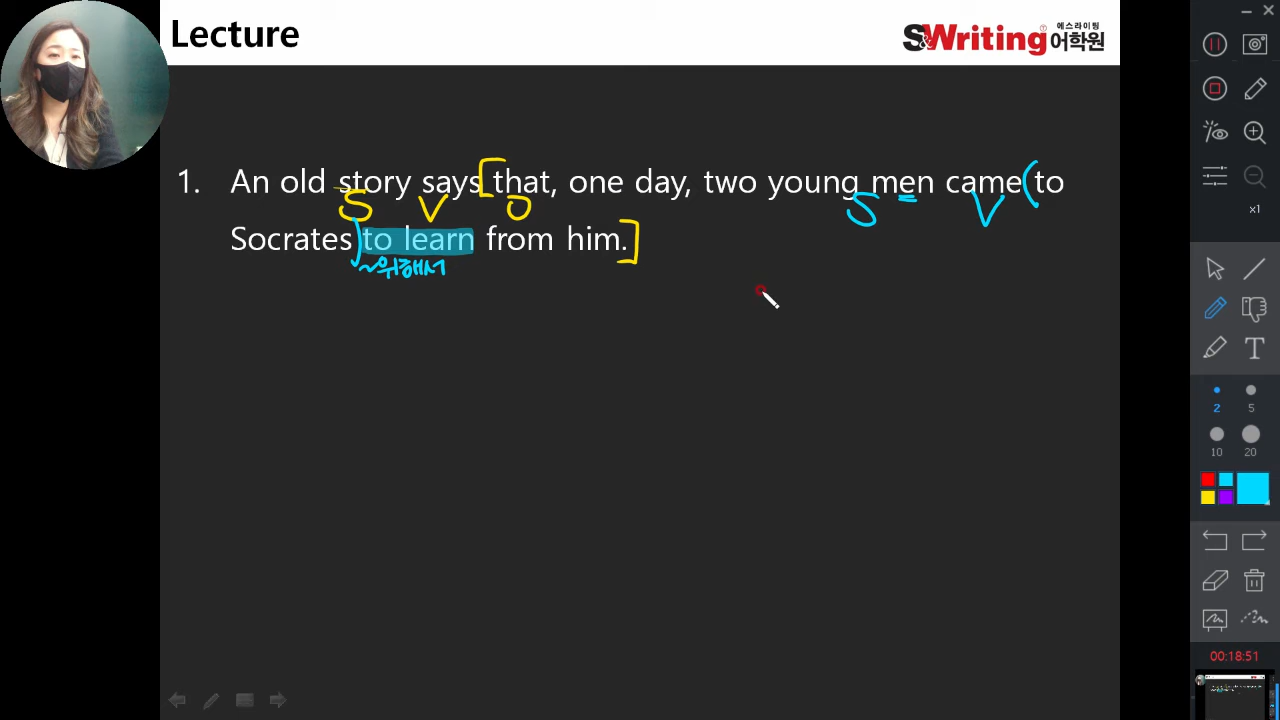 Lecture
S&Writing 에스라이팅 어학원
1. An old story says [that, one day, two young men came (to
S V O S V
Socrates) to learn from him.]
~위해서
x1
2 5
10 20
00:18:51